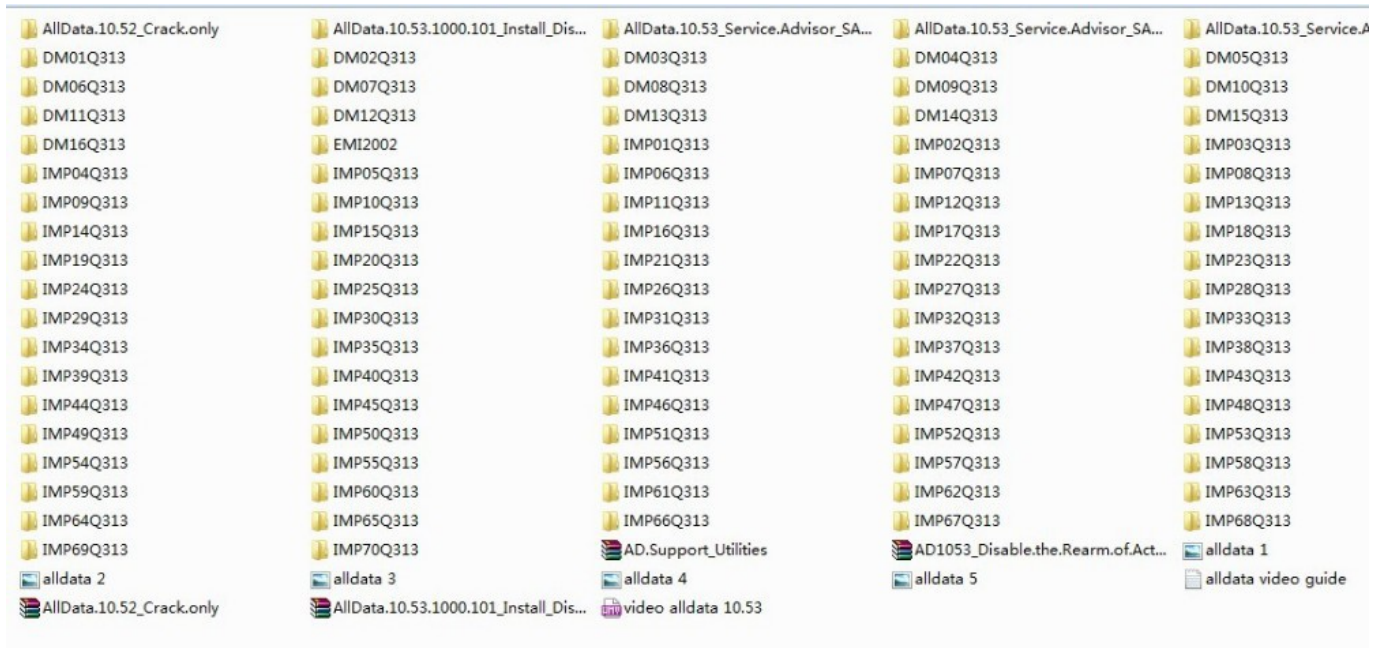 AllData.10.52_Crack.only AllData.10.53.1000.101_Install_Dis... AllData.10.53_Service.Advisor_SA... AllData.10.53_Service.Advisor_SA... AllData.10.53_Service.A
DM01Q313 DM02Q313 DM03Q313 DM04Q313 DM05Q313
DM06Q313 DM07Q313 DM08Q313 DM09Q313 DM10Q313
DM11Q313 DM12Q313 DM13Q313 DM14Q313 DM15Q313
DM16Q313 EMI2002 IMP01Q313 IMP02Q313 IMP03Q313
IMP04Q313 IMP05Q313 IMP06Q313 IMP07Q313 IMP08Q313
IMP09Q313 IMP10Q313 IMP11Q313 IMP12Q313 IMP13Q313
IMP14Q313 IMP15Q313 IMP16Q313 IMP17Q313 IMP18Q313
IMP19Q313 IMP20Q313 IMP21Q313 IMP22Q313 IMP23Q313
IMP24Q313 IMP25Q313 IMP26Q313 IMP27Q313 IMP28Q313
IMP29Q313 IMP30Q313 IMP31Q313 IMP32Q313 IMP33Q313
IMP34Q313 IMP35Q313 IMP36Q313 IMP37Q313 IMP38Q313
IMP39Q313 IMP40Q313 IMP41Q313 IMP42Q313 IMP43Q313
IMP44Q313 IMP45Q313 IMP46Q313 IMP47Q313 IMP48Q313
IMP49Q313 IMP50Q313 IMP51Q313 IMP52Q313 IMP53Q313
IMP54Q313 IMP55Q313 IMP56Q313 IMP57Q313 IMP58Q313
IMP59Q313 IMP60Q313 IMP61Q313 IMP62Q313 IMP63Q313
IMP64Q313 IMP65Q313 IMP66Q313 IMP67Q313 IMP68Q313
IMP69Q313 IMP70Q313 AD.Support_Utilities AD1053_Disable.the.Rearm.of.Act... alldata 1
alldata 2 alldata 3 alldata 4 alldata 5 alldata video guide
AllData.10.52_Crack.only AllData.10.53.1000.101_Install_Dis... video alldata 10.53